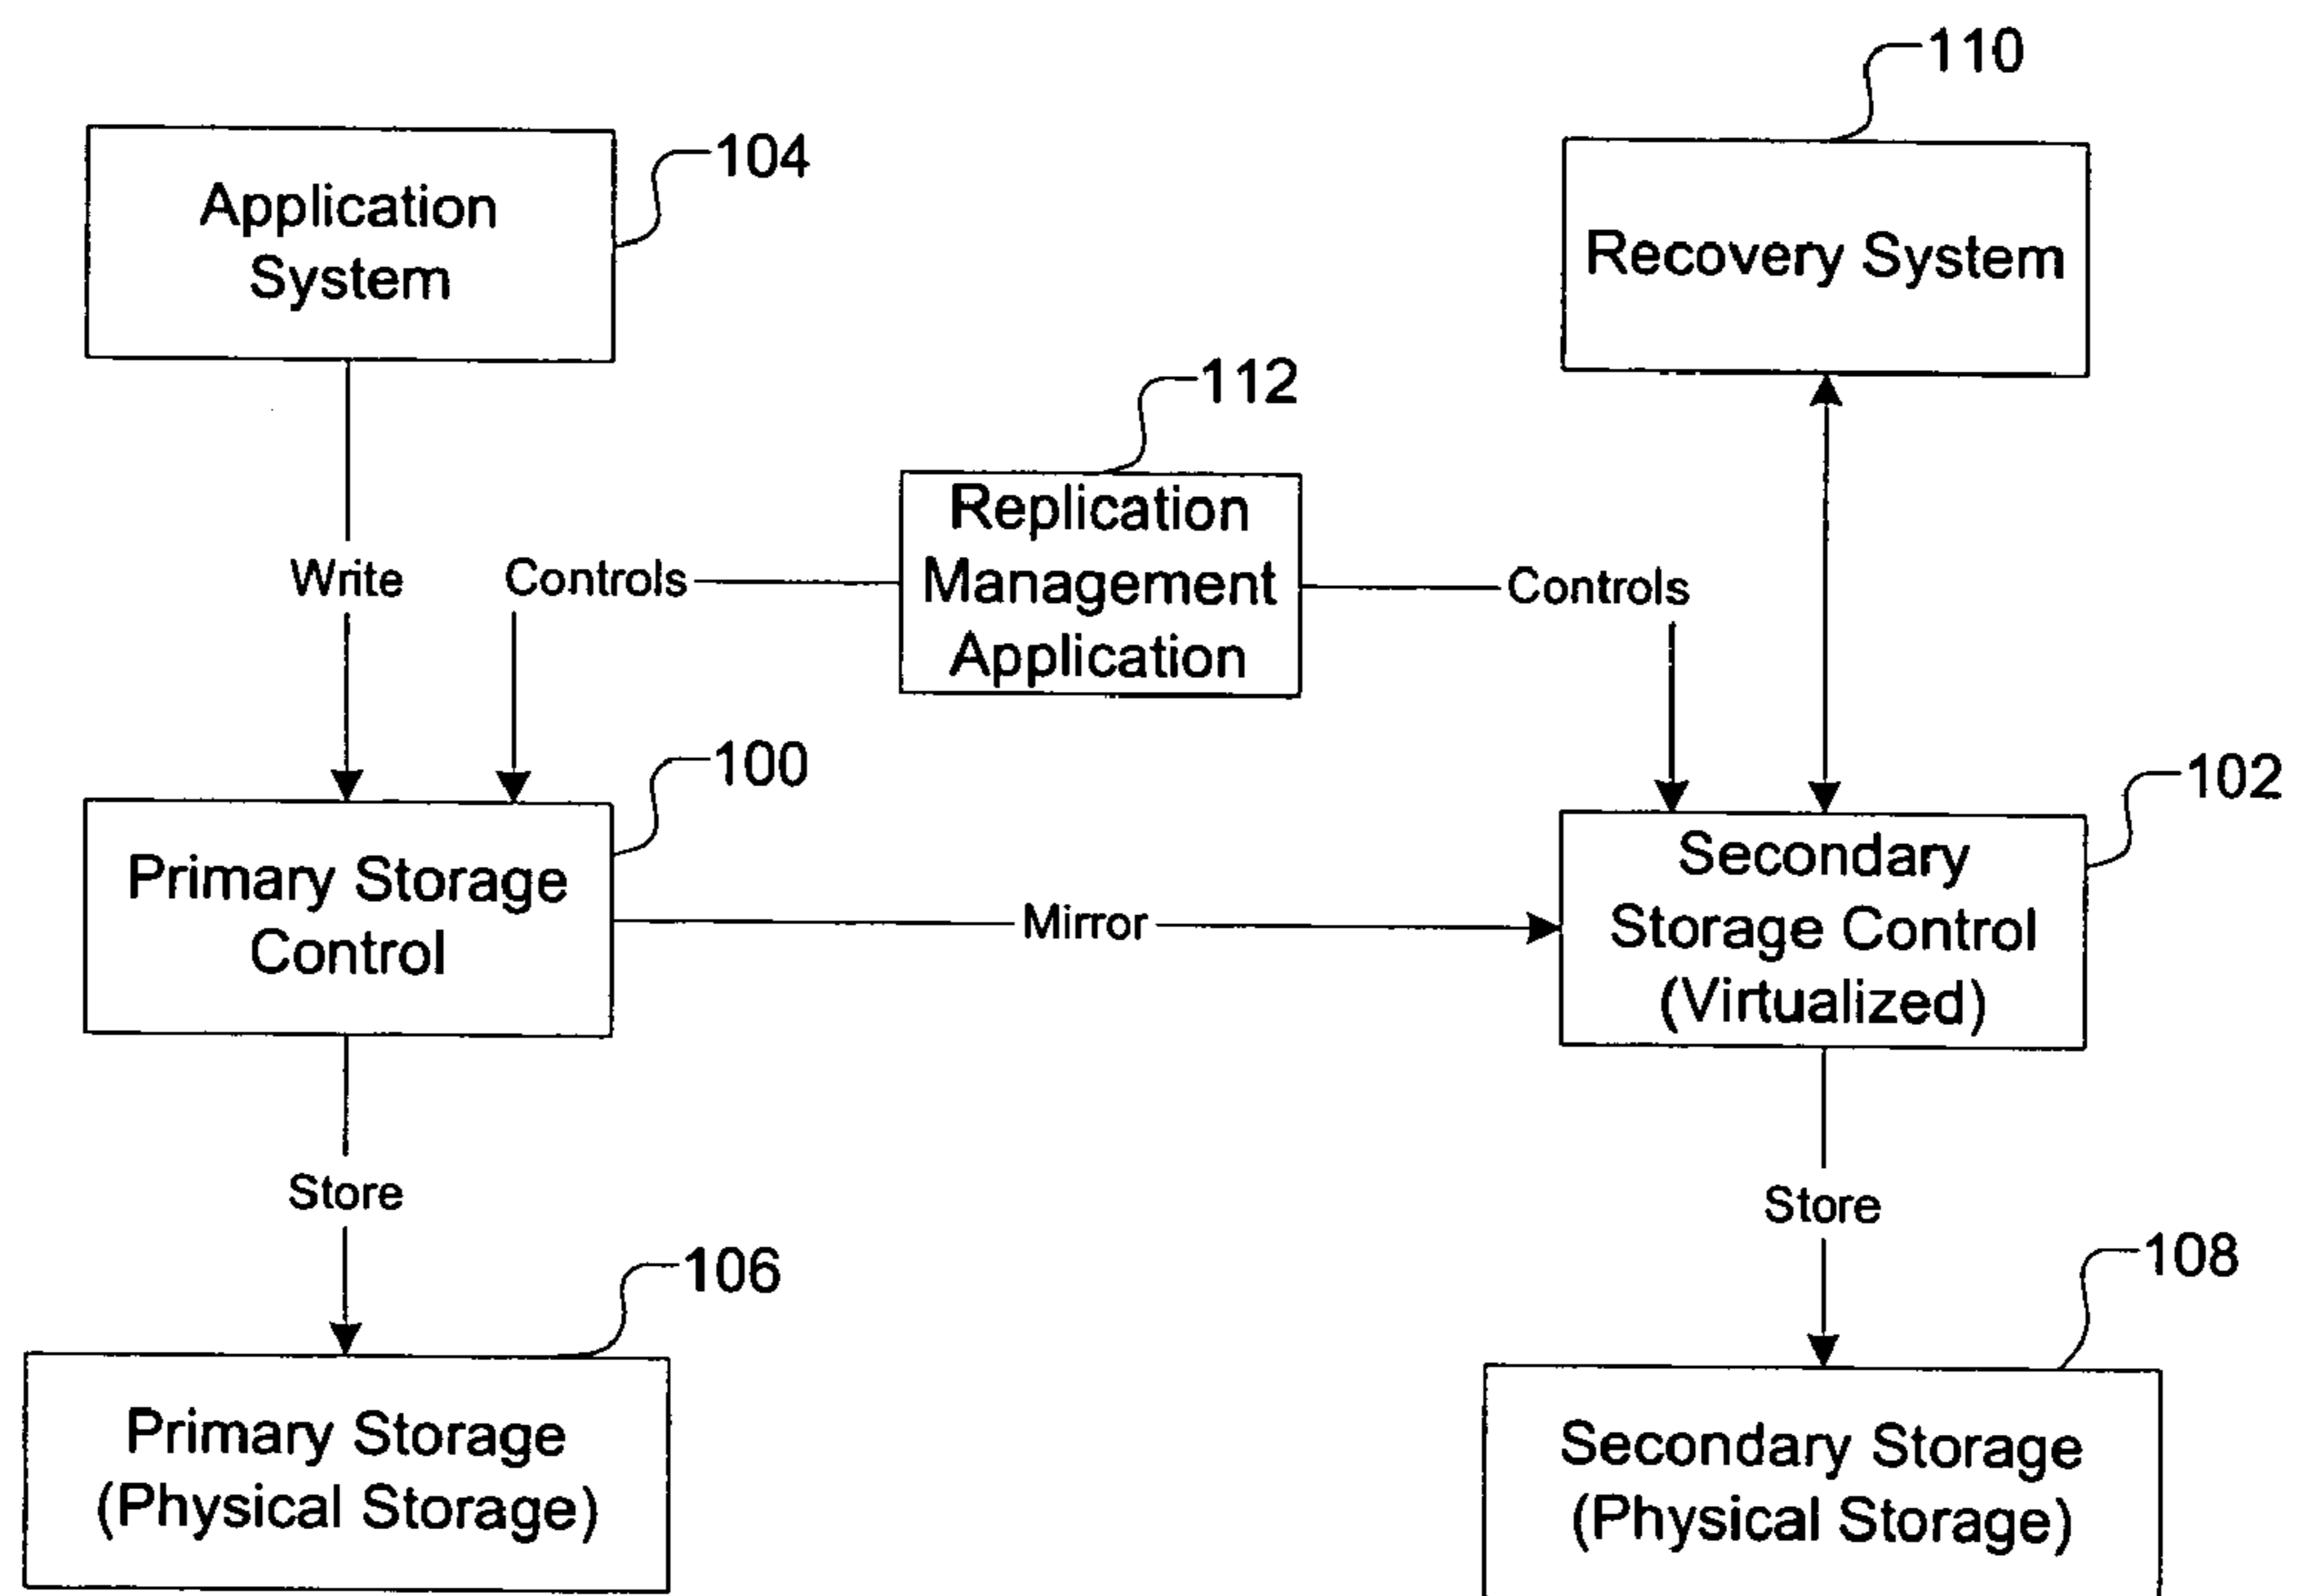 110
104
Application
System
Recovery System
112
Replication
Management
Application
Write
Controls
Controls
100
102
Primary Storage
Control
Mirror
Secondary
Storage Control
(Virtualized)
Store
Store
106
108
Primary Storage
(Physical Storage)
Secondary Storage
(Physical Storage)